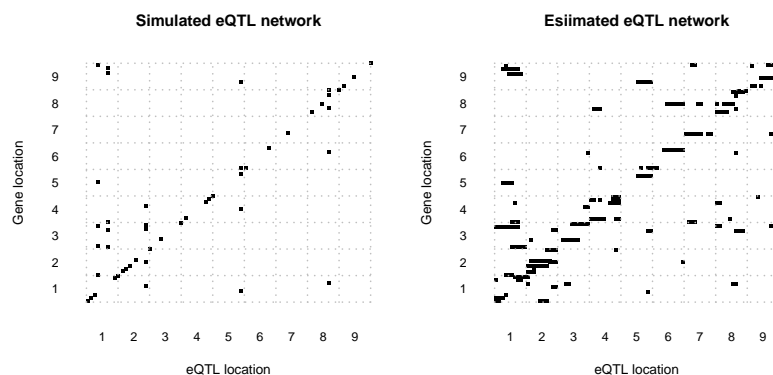 Simulated eQTL network
Gene location
9
8
7
6
5
4
3
2
1
1 2 3 4 5 6 7 8 9
eQTL location
Esiimated eQTL network
Gene location
9
8
7
6
5
4
3
2
1
1 2 3 4 5 6 7 8 9
eQTL location